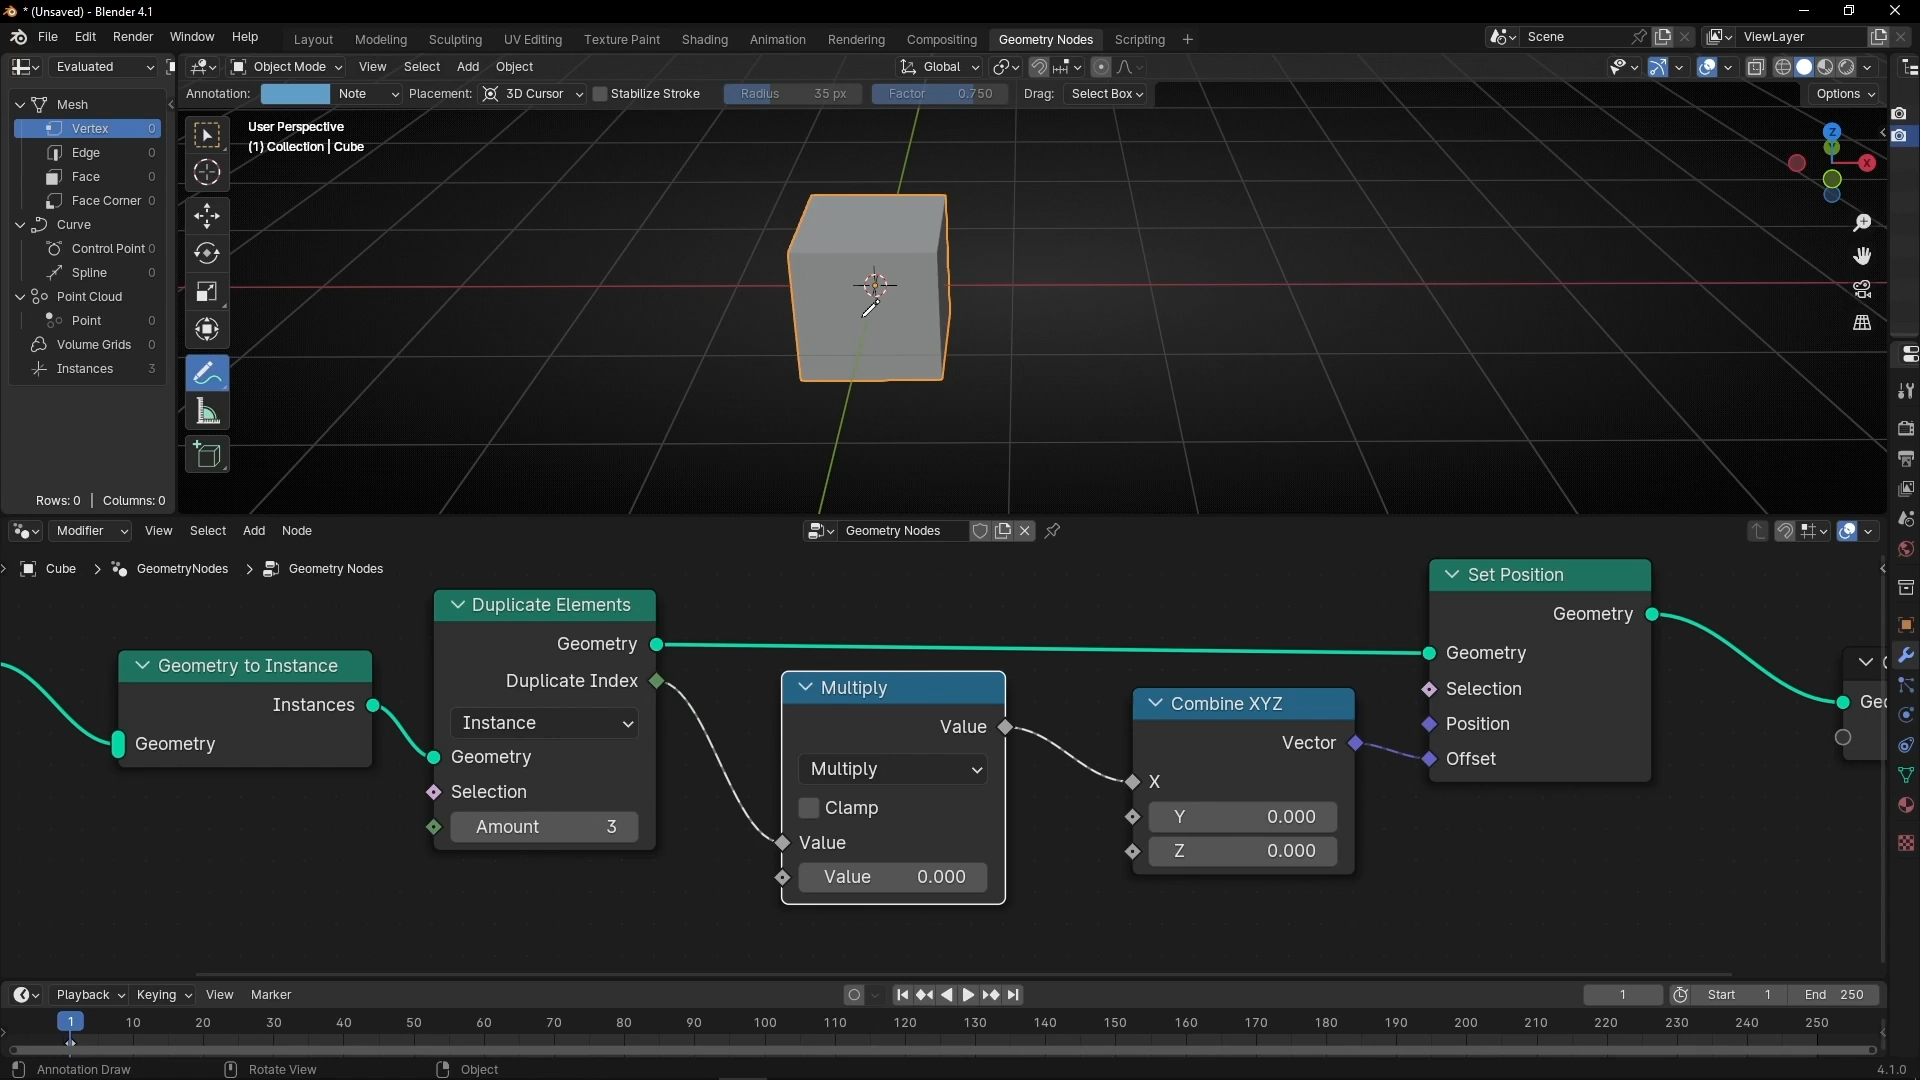 * (Unsaved) - Blender 4.1
File Edit Render Window Help Layout Modeling Sculpting UV Editing Texture Paint Shading Animation Rendering Compositing Geometry Nodes Scripting + Scene ViewLayer
Evaluated Object Mode View Select Add Object Global
Annotation: Note Placement: 3D Cursor Stabilize Stroke Radius 35 px Factor 0.750 Drag: Select Box Options
Mesh
Vertex 0
Edge 0
Face 0
Face Corner 0
Curve
Control Point 0
Spline 0
Point Cloud
Point 0
Volume Grids
Instances 3
Rows: 0 | Columns: 0
User Perspective
(1) Collection | Cube
Z
Y
X
Modifier View Select Add Node Geometry Nodes
Cube > GeometryNodes > Geometry Nodes
Geometry to Instance
Instances
Geometry
Duplicate Elements
Geometry
Duplicate Index
Instance
Geometry
Selection
Amount 3
Multiply
Value
Multiply
Clamp
Value
Value 0.000
Combine XYZ
Vector
X
Y 0.000
Z 0.000
Set Position
Geometry
Geometry
Selection
Position
Offset
Playback Keying View Marker 1 Start 1 End 250
1 10 20 30 40 50 60 70 80 90 100 110 120 130 140 150 160 170 180 190 200 210 220 230 240 250
Annotation Draw Rotate View Object 4.1.0